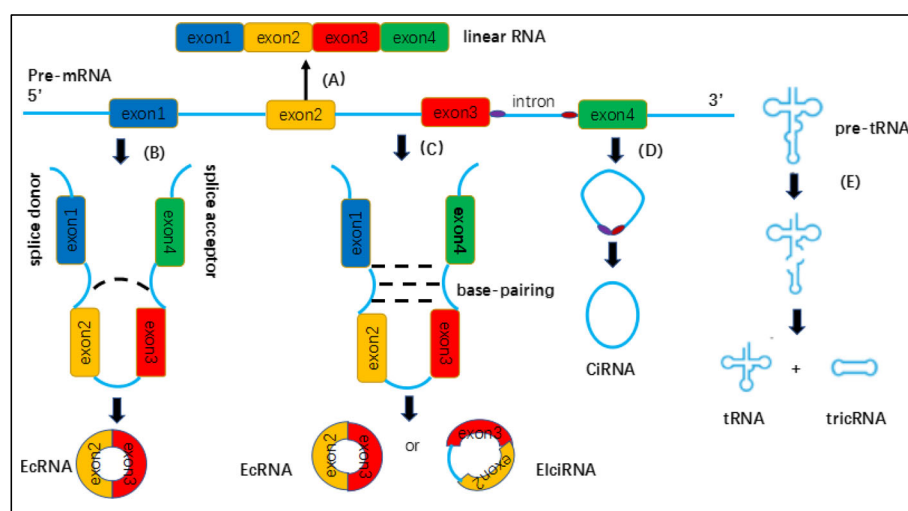 exon1 exon2 exon3 exon4 linear RNA
(A)
Pre-mRNA
5’ 3’
exon1 exon2 exon3 intron exon4
pre-tRNA
(B) (C) (D) (E)
splice donor splice acceptor
exon1 exon4 exon1 exon4
base-pairing
exon2 exon3 exon2 exon3
CiRNA
tRNA + tricRNA
EcRNA exon2 exon3 EcRNA exon2 exon3 or exon3 exon2 EIciRNA